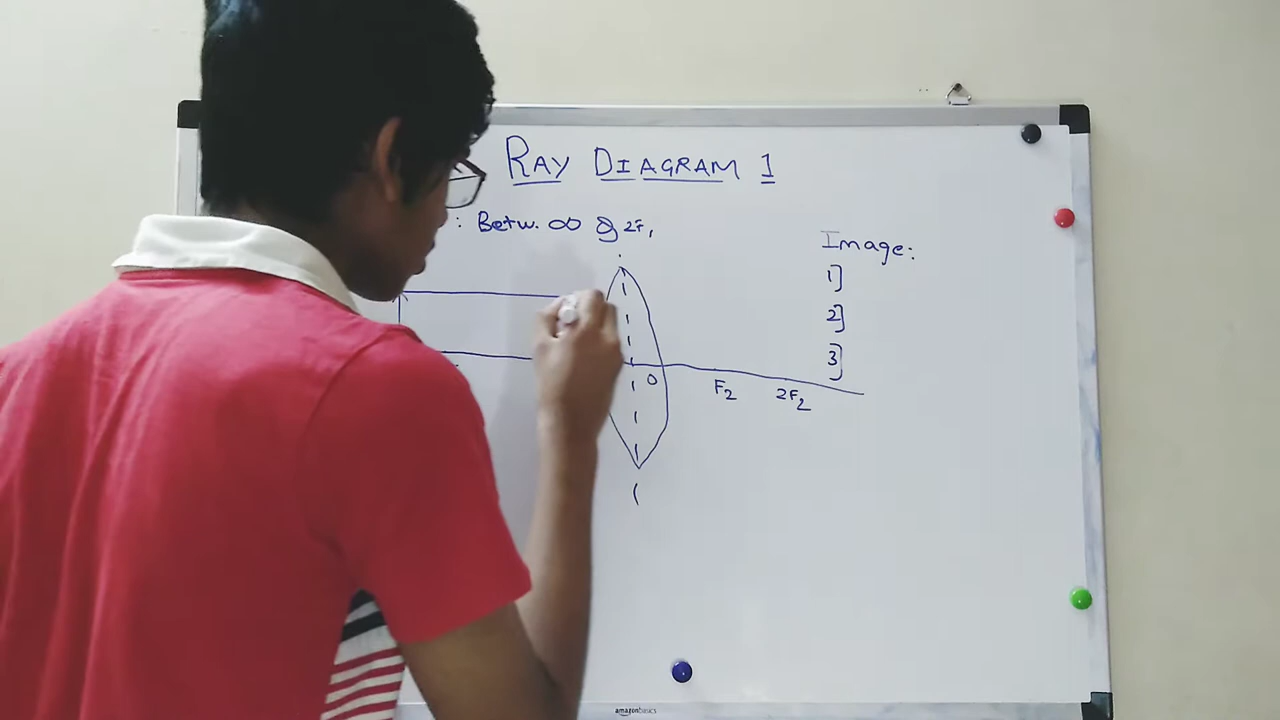 RAY DIAGRAM 1
: Betw. ∞ & 2F₁
Image:
1]
2]
3]
O
F₂
2F₂
amazonbasics